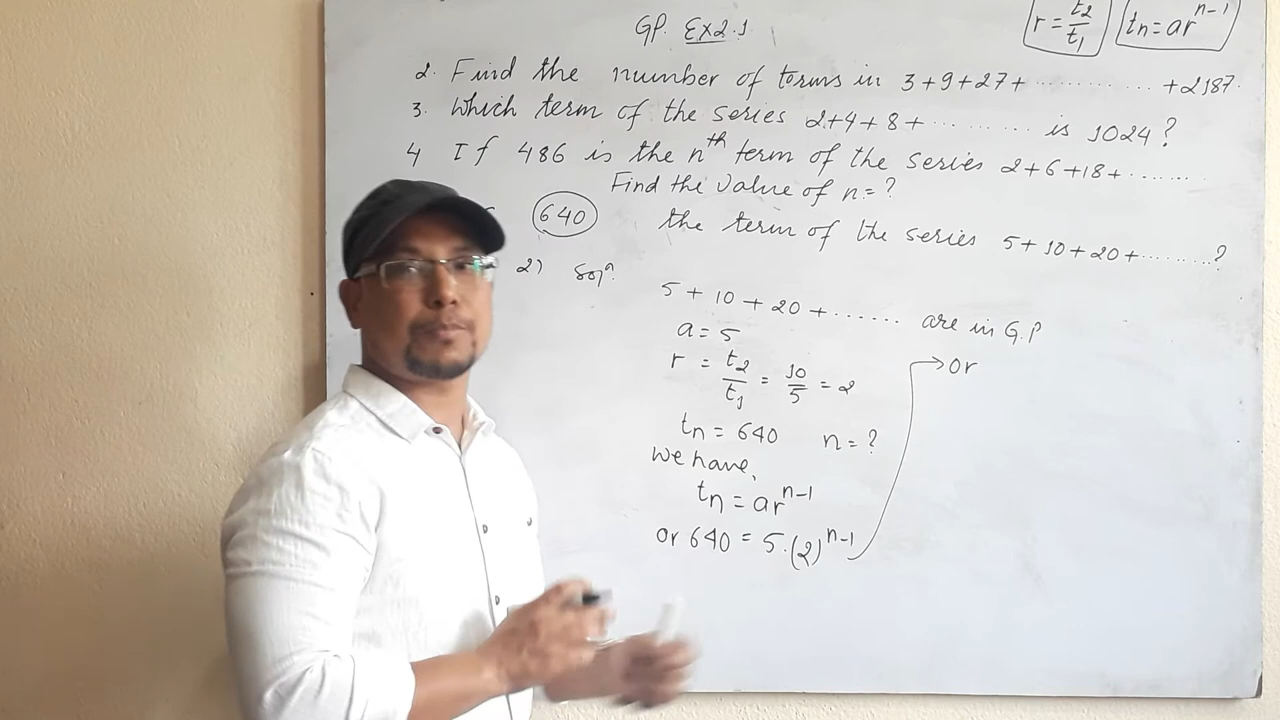 GP. Ex2.1
r = t2/t1
tn = ar^n-1
2. Find the number of terms in 3+9+27+ ............ +2187.
3. Which term of the series 2+4+8+ ......... is 1024 ?
4 If 486 is the nth term of the series 2+6+18+.......
Find the value of n= ?
640 the term of the series 5+10+20+.........?
2) Solⁿ.
5 + 10 + 20 + ...... are in G.P
a = 5
r = t2/t1 = 10/5 = 2
tn = 640 n = ?
we have,
tn = ar^n-1
or 640 = 5.(2)^n-1
or